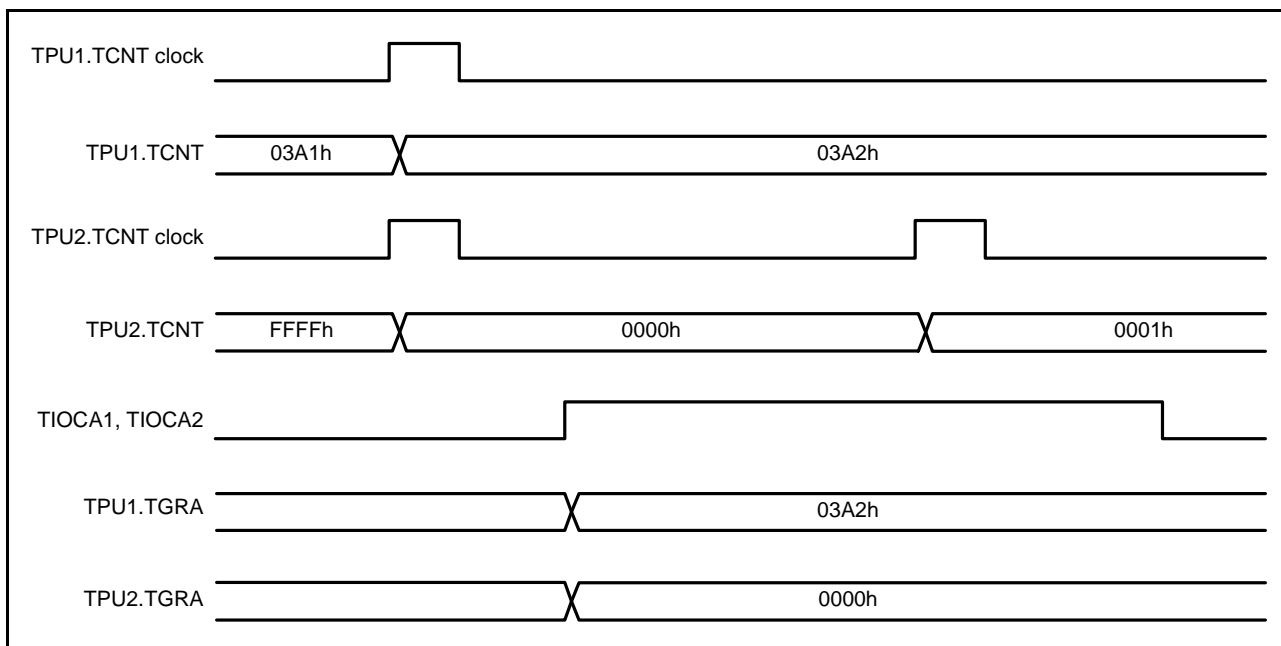 TPU1.TCNT clock
TPU1.TCNT 03A1h 03A2h
TPU2.TCNT clock
TPU2.TCNT FFFFh 0000h 0001h
TIOCA1, TIOCA2
TPU1.TGRA 03A2h
TPU2.TGRA 0000h